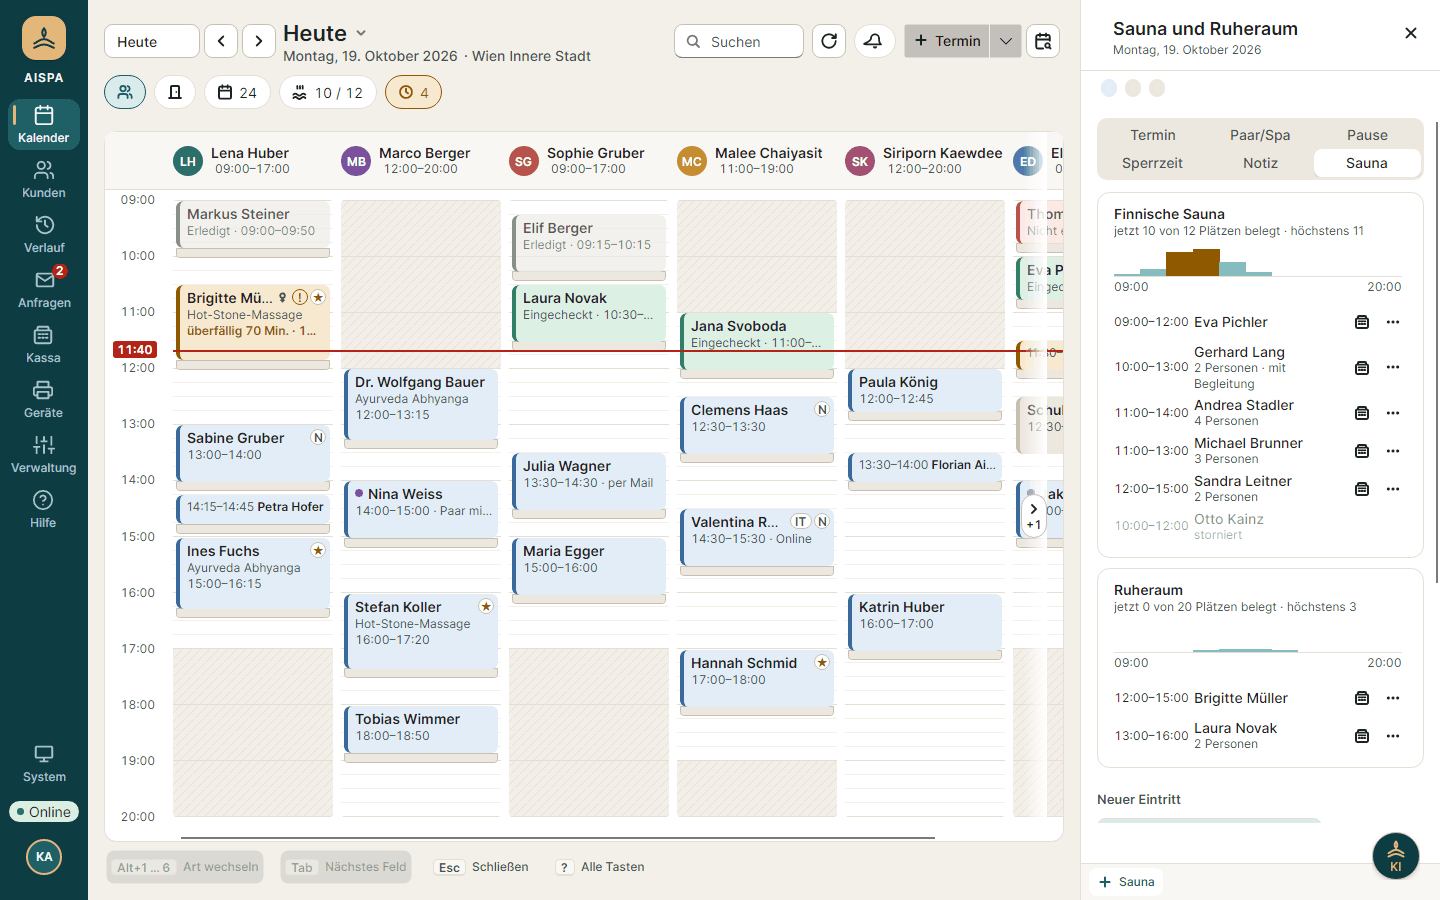 AISPA
Kalender
Kunden
Verlauf
2
Anfragen
Kassa
Geräte
Verwaltung
Hilfe
System
Online
KA
Heute
Heute
Montag, 19. Oktober 2026 · Wien Innere Stadt
Suchen
Termin
24
10 / 12
4
LH
Lena Huber
09:00–17:00
MB
Marco Berger
12:00–20:00
SG
Sophie Gruber
09:00–17:00
MC
Malee Chaiyasit
11:00–19:00
SK
Siriporn Kaewdee
12:00–20:00
ED
09:00
10:00
11:00
11:40
12:00
13:00
14:00
15:00
16:00
17:00
18:00
19:00
20:00
Markus Steiner
Erledigt · 09:00–09:50
Brigitte Mü...
Hot-Stone-Massage
überfällig 70 Min. · 1...
Sabine Gruber
N
13:00–14:00
14:15–14:45 Petra Hofer
Ines Fuchs
Ayurveda Abhyanga
15:00–16:15
Dr. Wolfgang Bauer
Ayurveda Abhyanga
12:00–13:15
Nina Weiss
14:00–15:00 · Paar mi...
Stefan Koller
Hot-Stone-Massage
16:00–17:20
Tobias Wimmer
18:00–18:50
Elif Berger
Erledigt · 09:15–10:15
Laura Novak
Eingecheckt · 10:30–...
Julia Wagner
13:30–14:30 · per Mail
Maria Egger
15:00–16:00
Jana Svoboda
Eingecheckt · 11:00–...
Clemens Haas
N
12:30–13:30
Valentina R...
IT
N
14:30–15:30 · Online
Hannah Schmid
17:00–18:00
Paula König
12:00–12:45
13:30–14:00 Florian Ai...
Katrin Huber
16:00–17:00
Thom
Nicht e
Eva P
Eingec
11:30
Schul
12:30
+1
Alt+1 ... 6
Art wechseln
Tab
Nächstes Feld
Esc
Schließen
?
Alle Tasten
Sauna und Ruheraum
Montag, 19. Oktober 2026
Termin
Paar/Spa
Pause
Sperrzeit
Notiz
Sauna
Finnische Sauna
jetzt 10 von 12 Plätzen belegt · höchstens 11
09:00
20:00
09:00–12:00 Eva Pichler
10:00–13:00 Gerhard Lang
2 Personen · mit
Begleitung
11:00–14:00 Andrea Stadler
4 Personen
11:00–13:00 Michael Brunner
3 Personen
12:00–15:00 Sandra Leitner
2 Personen
10:00–12:00 Otto Kainz
storniert
Ruheraum
jetzt 0 von 20 Plätzen belegt · höchstens 3
09:00
20:00
12:00–15:00 Brigitte Müller
13:00–16:00 Laura Novak
2 Personen
Neuer Eintritt
KI
Sauna